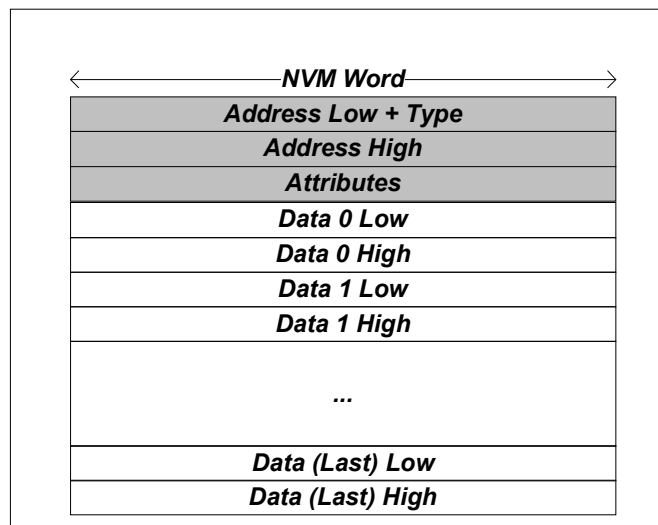 NVM Word
Address Low + Type
Address High
Attributes
Data 0 Low
Data 0 High
Data 1 Low
Data 1 High
...
Data (Last) Low
Data (Last) High